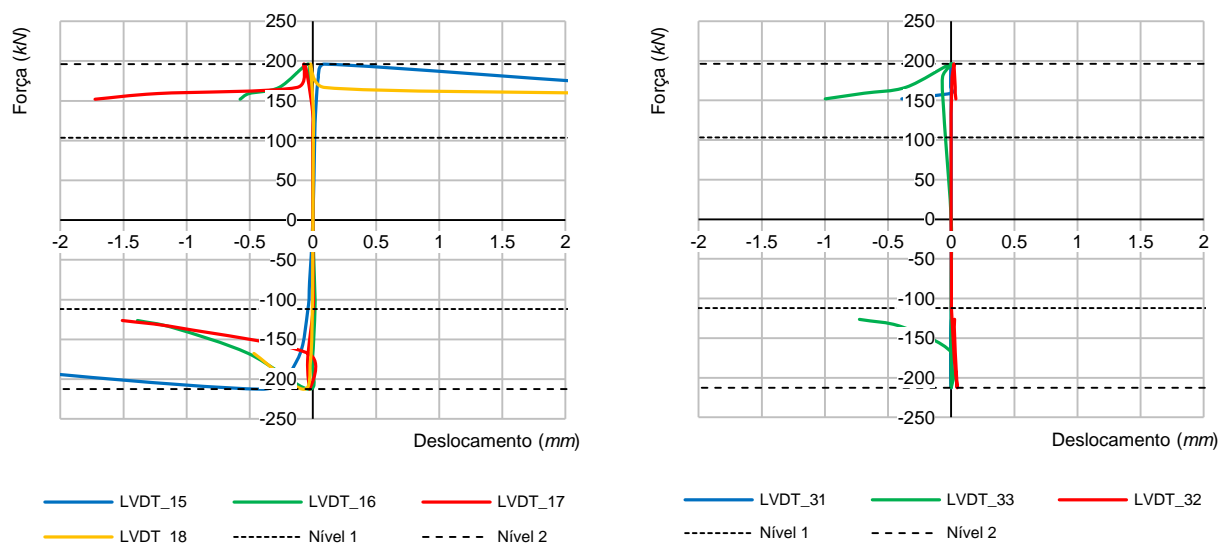 Força (kN)
250
200
150
100
50
0
-2 -1.5 -1 -0.5 0 0.5 1 1.5 2
-50
-100
-150
-200
-250
Deslocamento (mm)
LVDT_15 LVDT_16 LVDT_17
LVDT_18 Nível 1 Nível 2
Força (kN)
250
200
150
100
50
0
-2 -1.5 -1 -0.5 0 0.5 1 1.5 2
-50
-100
-150
-200
-250
Deslocamento (mm)
LVDT_31 LVDT_33 LVDT_32
Nível 1 Nível 2